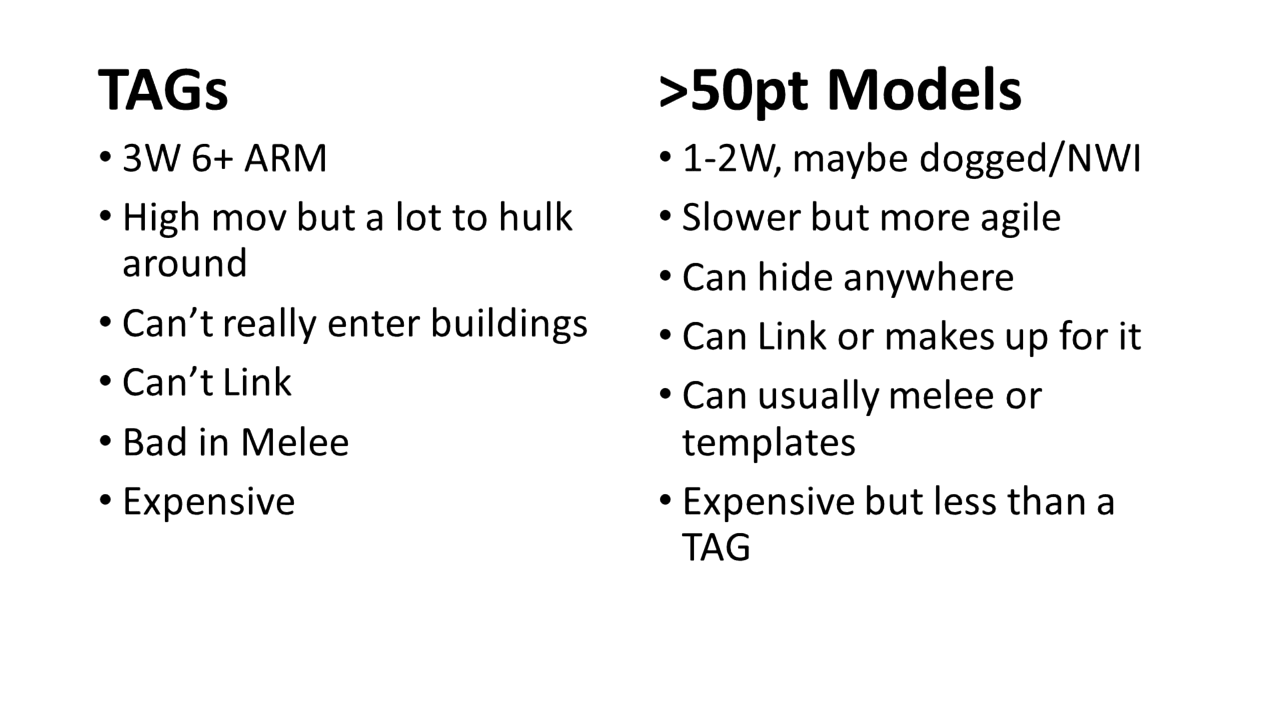 TAGs
• 3W 6+ ARM
• High mov but a lot to hulk
around
• Can’t really enter buildings
• Can’t Link
• Bad in Melee
• Expensive
>50pt Models
• 1-2W, maybe dogged/NWI
• Slower but more agile
• Can hide anywhere
• Can Link or makes up for it
• Can usually melee or
templates
• Expensive but less than a
TAG